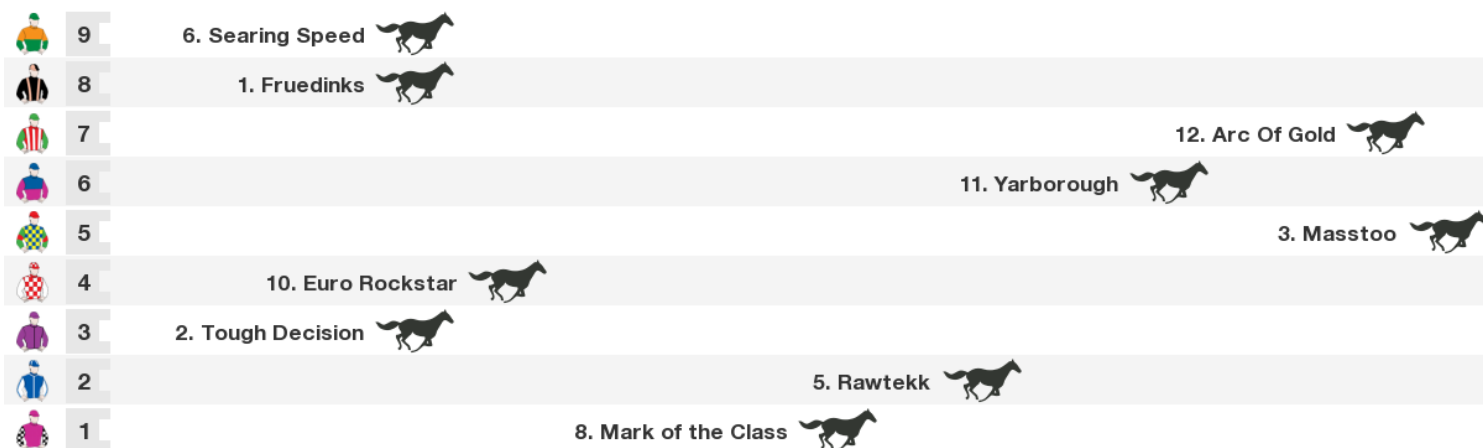 9 6. Searing Speed
8 1. Fruedinks
7 12. Arc Of Gold
6 11. Yarborough
5 3. Masstoo
4 10. Euro Rockstar
3 2. Tough Decision
2 5. Rawtekk
1 8. Mark of the Class